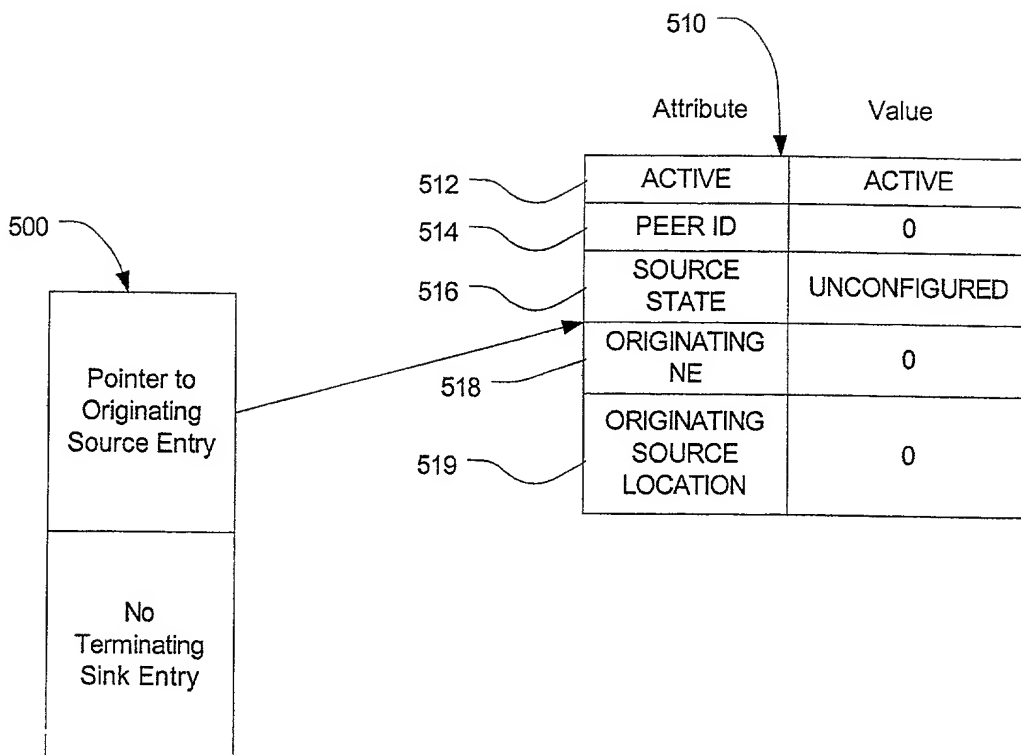 510
Attribute Value
512 ACTIVE ACTIVE
500
514 PEER ID 0
516 SOURCE
STATE UNCONFIGURED
518 ORIGINATING
NE 0
519 ORIGINATING
SOURCE
LOCATION 0
Pointer to
Originating
Source Entry
No
Terminating
Sink Entry